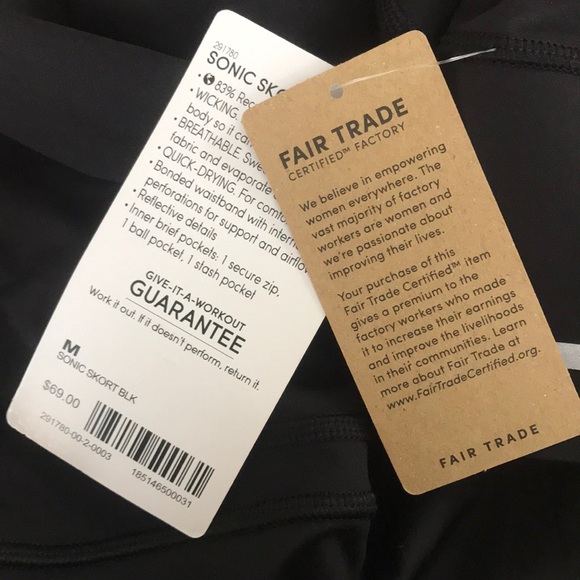 291780
SONIC SKORT
• 83% Rec
• WICKING.
body so it can
• BREATHABLE. Swe
fabric and evaporate
• QUICK-DRYING. For comfo
• Bonded waistband with intern
perforations for support and airflow
• Reflective details
• Inner brief pockets: 1 secure zip,
1 ball pocket, 1 stash pocket
GIVE-IT-A-WORKOUT
GUARANTEE
Work it out. If it doesn't perform, return it.
M
SONIC SKORT BLK
$69.00
291780-00-2-0003
185146500031
FAIR TRADE
CERTIFIED™ FACTORY
We believe in empowering
women everywhere. The
vast majority of factory
workers are women and
we're passionate about
improving their lives.
Your purchase of this
Fair Trade Certified™ item
gives a premium to the
factory workers who made
it to increase their earnings
and improve the livelihoods
in their communities. Learn
more about Fair Trade at
www.FairTradeCertified.org.
FAIR TRADE